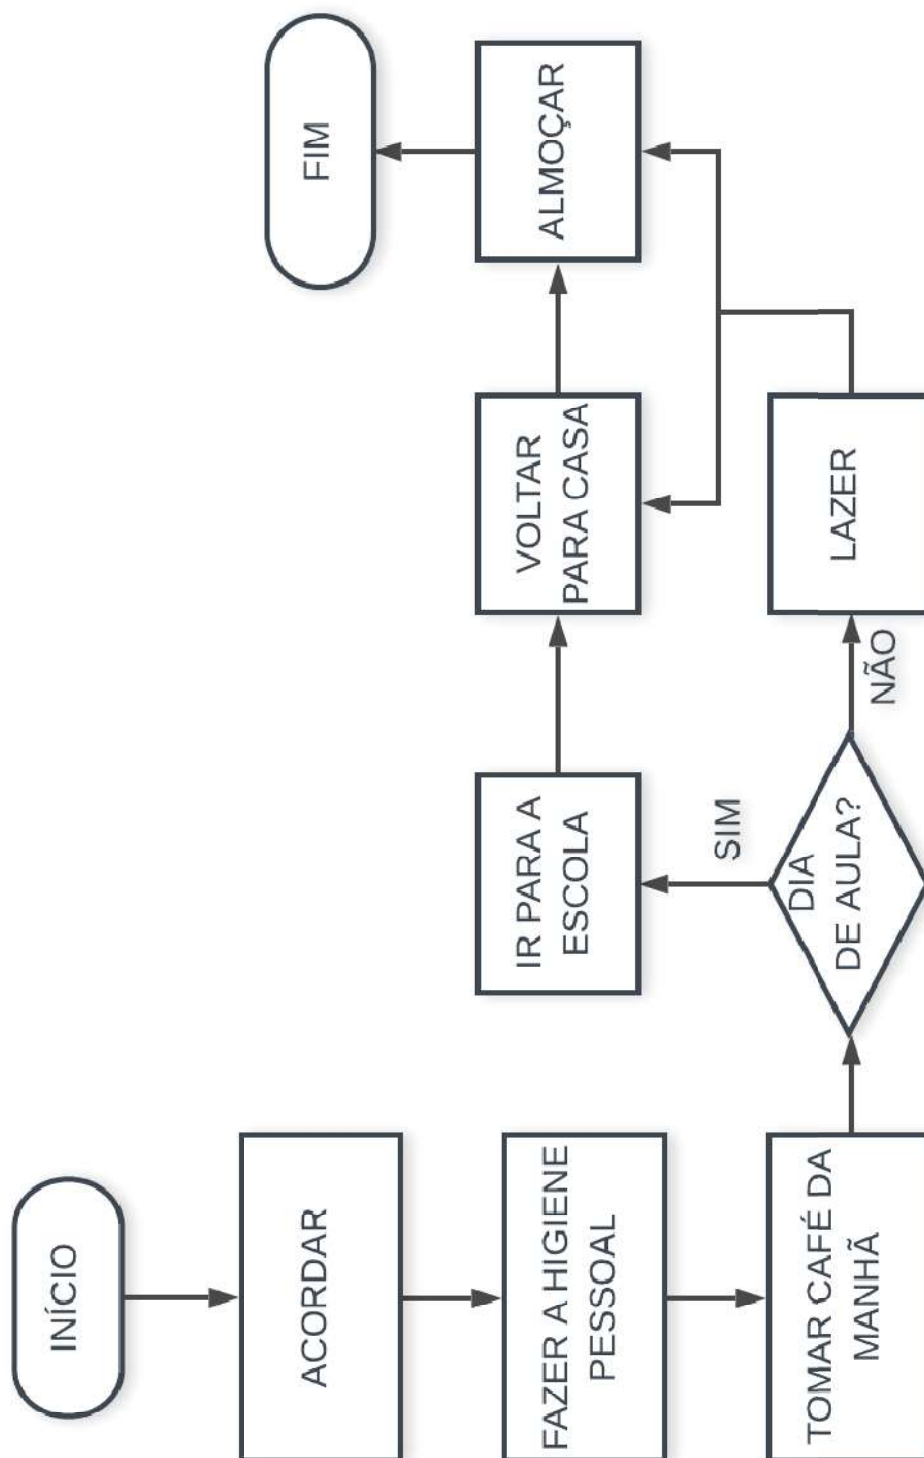 INÍCIO
ACORDAR
FAZER A HIGIENE
PESSOAL
TOMAR CAFÉ DA
MANHÃ
DIA
DE AULA?
SIM
NÃO
IR PARA A
ESCOLA
LAZER
VOLTAR
PARA CASA
ALMOÇAR
FIM